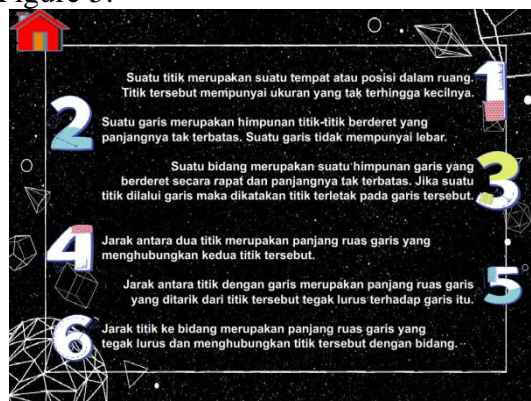 Figure 3.
1
Suatu titik merupakan suatu tempat atau posisi dalam ruang.
Titik tersebut mempunyai ukuran yang tak terhingga kecilnya.
2
Suatu garis merupakan himpunan titik-titik berderet yang
panjangnya tak terbatas. Suatu garis tidak mempunyai lebar.
3
Suatu bidang merupakan suatu himpunan garis yang
berderet secara rapat dan panjangnya tak terbatas. Jika suatu
titik dilalui garis maka dikatakan titik terletak pada garis tersebut.
4
Jarak antara dua titik merupakan panjang ruas garis yang
menghubungkan kedua titik tersebut.
5
Jarak antara titik dengan garis merupakan panjang ruas garis
yang ditarik dari titik tersebut tegak lurus terhadap garis itu.
6
Jarak titik ke bidang merupakan panjang ruas garis yang
tegak lurus dan menghubungkan titik tersebut dengan bidang.